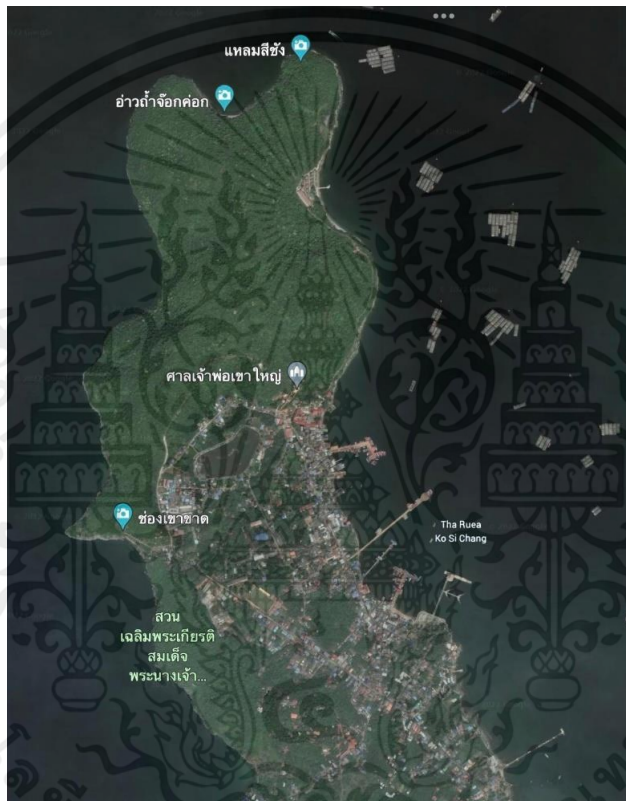 แหลมสีชัง
อ่าวถ้ำจ๊อกค่อก
ศาลเจ้าพ่อเขาใหญ่
ช่องเขาขาด
Tha Ruea
Ko Si Chang
สวน
เฉลิมพระเกียรติ
สมเด็จ
พระนางเจ้า...